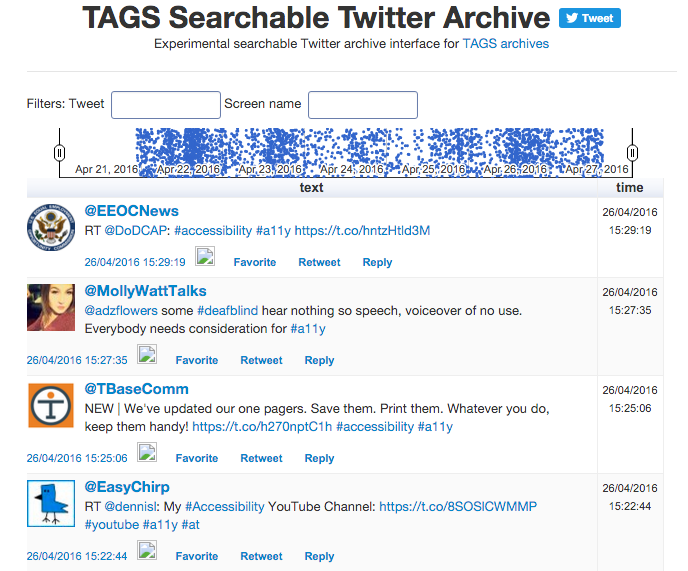 TAGS Searchable Twitter Archive Tweet
Experimental searchable Twitter archive interface for TAGS archives
Filters: Tweet Screen name
Apr 21, 2016 Apr 22, 2016 Apr 23, 2016 Apr 24, 2016 Apr 25, 2016 Apr 26, 2016 Apr 27, 2016
text time
@EEOCNews 26/04/2016
RT @DoDCAP: #accessibility #a11y https://t.co/hntzHtld3M 15:29:19
26/04/2016 15:29:19 Favorite Retweet Reply
@MollyWattTalks 26/04/2016
@adzflowers some #deafblind hear nothing so speech, voiceover of no use. 15:27:35
Everybody needs consideration for #a11y
26/04/2016 15:27:35 Favorite Retweet Reply
@TBaseComm 26/04/2016
NEW | We've updated our one pagers. Save them. Print them. Whatever you do, 15:25:06
keep them handy! https://t.co/h270nptC1h #accessibility #a11y
26/04/2016 15:25:06 Favorite Retweet Reply
@EasyChirp 26/04/2016
RT @dennisl: My #Accessibility YouTube Channel: https://t.co/8SOSlCWMMP 15:22:44
#youtube #a11y #at
26/04/2016 15:22:44 Favorite Retweet Reply